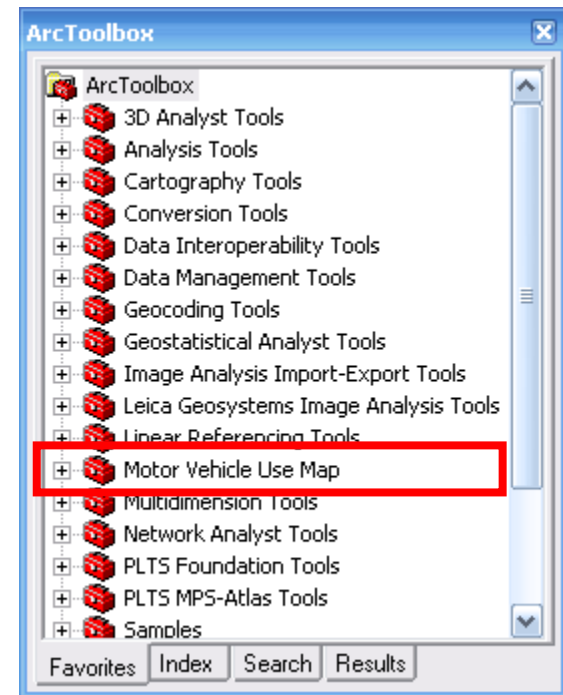 ArcToolbox
ArcToolbox
3D Analyst Tools
Analysis Tools
Cartography Tools
Conversion Tools
Data Interoperability Tools
Data Management Tools
Geocoding Tools
Geostatistical Analyst Tools
Image Analysis Import-Export Tools
Leica Geosystems Image Analysis Tools
Linear Referencing Tools
Motor Vehicle Use Map
Multidimension Tools
Network Analyst Tools
PLTS Foundation Tools
PLTS MPS-Atlas Tools
Samples
Favorites Index Search Results